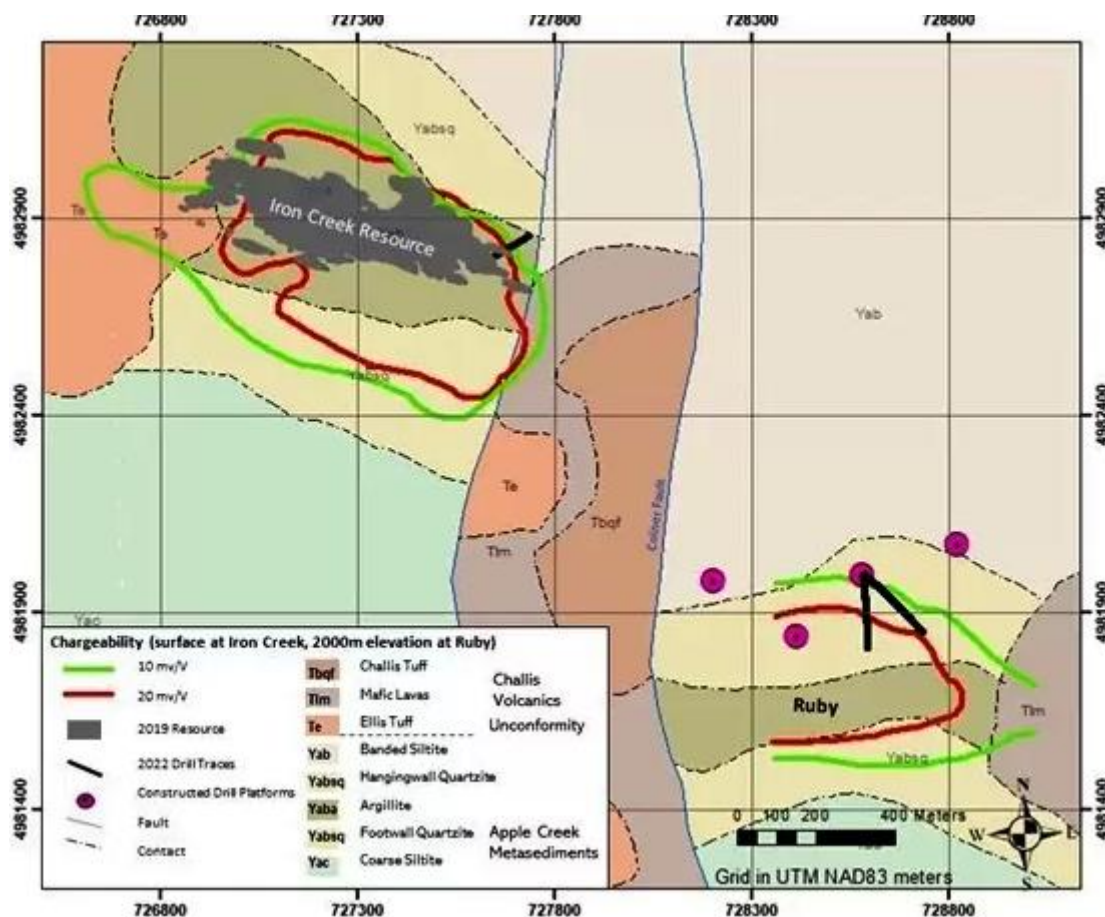 726800 727300 727800 728300 728800
4982900
4982400
4981900
4981400
4982900
4982400
4981900
4981400
Yabsq
Te
Te
Iron Creek Resource
Yab
Yabsq
Te
Tbqf
Tlm
Yac
Ruby
Tlm
Yabsq
Chargeability (surface at Iron Creek, 2000m elevation at Ruby)
10 mv/V
20 mv/V
2019 Resource
2022 Drill Traces
Constructed Drill Platforms
Fault
Contact
Tbqf Challis Tuff
Tlm Mafic Lavas
Te Ellis Tuff
Challis
Volcanics
Unconformity
Yab Banded Siltite
Yabsq Hangingwall Quartzite
Yaba Argillite
Yabsq Footwall Quartzite
Yac Coarse Siltite
Apple Creek
Metasediments
0 100 200 400 Meters
N
W
E
S
Grid in UTM NAD83 meters
726800 727300 727800 728300 728800